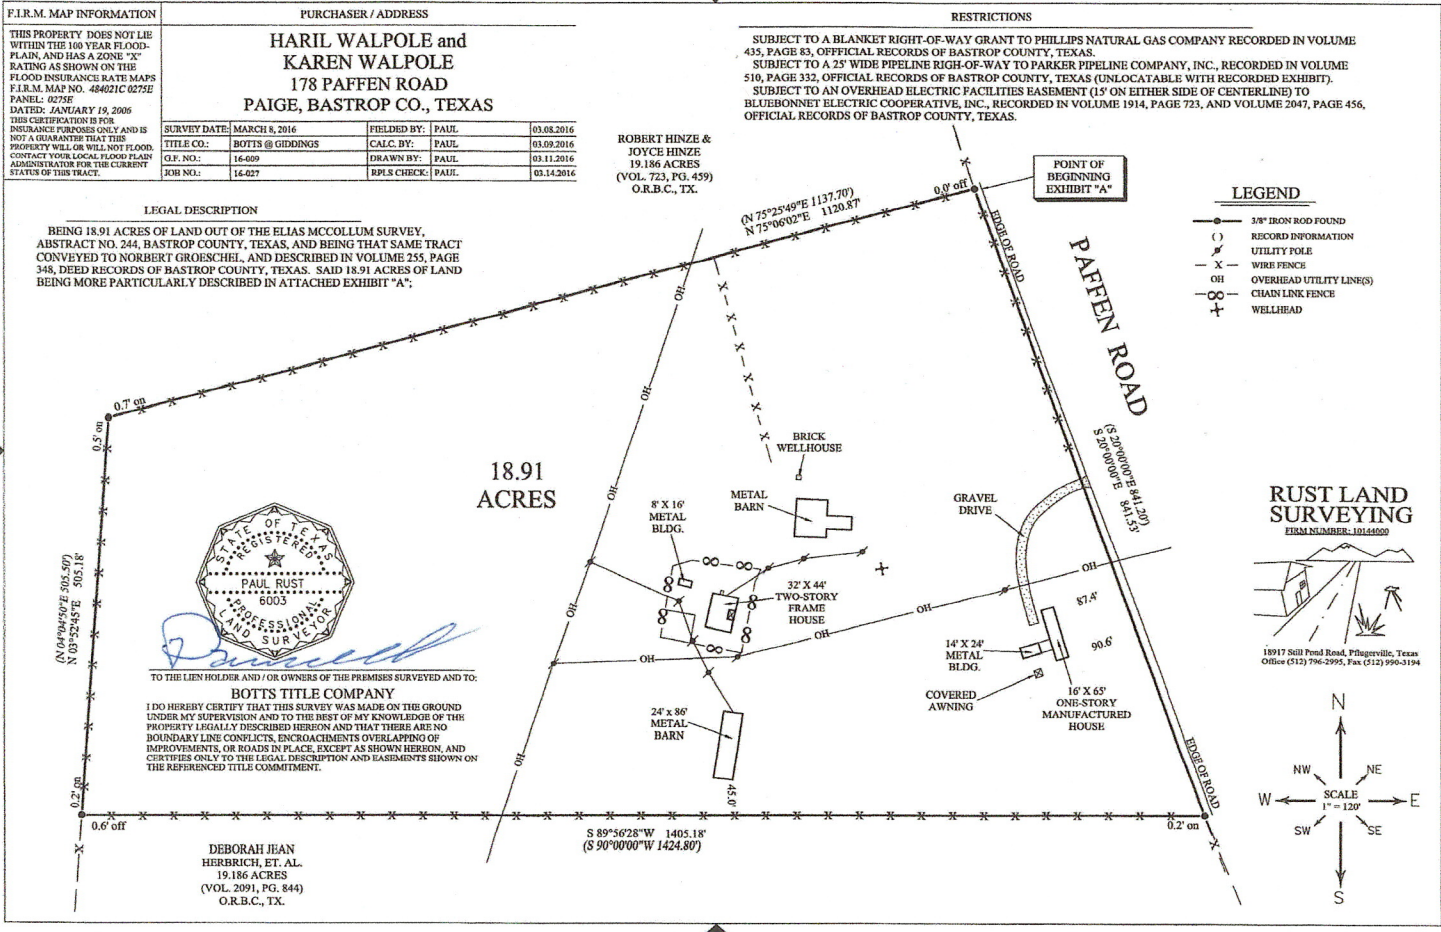 F.I.R.M. MAP INFORMATION
THIS PROPERTY DOES NOT LIE
WITHIN THE 100 YEAR FLOOD-
PLAIN, AND HAS A ZONE "X"
RATING AS SHOWN ON THE
FLOOD INSURANCE RATE MAPS
F.I.R.M. MAP NO. 484021C 0275E
PANEL: 0275E
DATED: JANUARY 19, 2006
THIS CERTIFICATION IS FOR
INSURANCE PURPOSES ONLY AND IS
NOT A GUARANTEE THAT THIS
PROPERTY WILL OR WILL NOT FLOOD.
CONTACT YOUR LOCAL FLOOD PLAIN
ADMINISTRATOR FOR THE CURRENT
STATUS OF THIS TRACT.
PURCHASER / ADDRESS
HARIL WALPOLE and
KAREN WALPOLE
178 PAFFEN ROAD
PAIGE, BASTROP CO., TEXAS
SURVEY DATE: MARCH 8, 2016 FIELDED BY: PAUL 03.08.2016
TITLE CO.: BOTTS @ GIDDINGS CALC. BY: PAUL 03.09.2016
G.F. NO.: 16-009 DRAWN BY: PAUL 03.11.2016
JOB NO.: 16-027 RPLS CHECK: PAUL 03.14.2016
RESTRICTIONS
SUBJECT TO A BLANKET RIGHT-OF-WAY GRANT TO PHILLIPS NATURAL GAS COMPANY RECORDED IN VOLUME
435, PAGE 83, OFFFICIAL RECORDS OF BASTROP COUNTY, TEXAS.
SUBJECT TO A 25' WIDE PIPELINE RIGH-OF-WAY TO PARKER PIPELINE COMPANY, INC., RECORDED IN VOLUME
510, PAGE 332, OFFICIAL RECORDS OF BASTROP COUNTY, TEXAS (UNLOCATABLE WITH RECORDED EXHIBIT).
SUBJECT TO AN OVERHEAD ELECTRIC FACILITIES EASEMENT (15' ON EITHER SIDE OF CENTERLINE) TO
BLUEBONNET ELECTRIC COOPERATIVE, INC., RECORDED IN VOLUME 1914, PAGE 723, AND VOLUME 2047, PAGE 456,
OFFICIAL RECORDS OF BASTROP COUNTY, TEXAS.
LEGAL DESCRIPTION
BEING 18.91 ACRES OF LAND OUT OF THE ELIAS MCCOLLUM SURVEY,
ABSTRACT NO. 244, BASTROP COUNTY, TEXAS, AND BEING THAT SAME TRACT
CONVEYED TO NORBERT GROESCHEL, AND DESCRIBED IN VOLUME 255, PAGE
348, DEED RECORDS OF BASTROP COUNTY, TEXAS. SAID 18.91 ACRES OF LAND
BEING MORE PARTICULARLY DESCRIBED IN ATTACHED EXHIBIT "A";
ROBERT HINZE &
JOYCE HINZE
19.186 ACRES
(VOL. 723, PG. 459)
O.R.B.C., TX.
POINT OF
BEGINNING
EXHIBIT "A"
LEGEND
3/8" IRON ROD FOUND
( ) RECORD INFORMATION
UTILITY POLE
— X — WIRE FENCE
OH OVERHEAD UTILITY LINE(S)
CHAIN LINK FENCE
WELLHEAD
(N 75°25'49"E 1137.70')
N 75°06'02"E 1120.87'
0.0' off
EDGE OF ROAD
PAFFEN ROAD
(S 20°00'00"E 841.20')
S 20°00'00"E 841.53'
0.7' on
0.5' on
(N 04°04'50"E 505.50')
N 03°52'45"E 505.18'
0.2' on
0.6' off
18.91
ACRES
BRICK
WELLHOUSE
METAL
BARN
8' X 16'
METAL
BLDG.
32' X 44'
TWO-STORY
FRAME
HOUSE
GRAVEL
DRIVE
OH
OH
OH
OH
OH
OH
OH
OH
OH
87.4'
90.6'
14' X 24'
METAL
BLDG.
COVERED
AWNING
16' X 65'
ONE-STORY
MANUFACTURED
HOUSE
24' x 86'
METAL
BARN
45.0'
EDGE OF ROAD
0.2' on
S 89°56'28"W 1405.18'
(S 90°00'00"W 1424.80')
DEBORAH JEAN
HERBRICH, ET. AL.
19.186 ACRES
(VOL. 2091, PG. 844)
O.R.B.C., TX.
STATE OF TEXAS
REGISTERED
PAUL RUST
6003
PROFESSIONAL
LAND SURVEYOR
TO THE LIEN HOLDER AND / OR OWNERS OF THE PREMISES SURVEYED AND TO:
BOTTS TITLE COMPANY
I DO HEREBY CERTIFY THAT THIS SURVEY WAS MADE ON THE GROUND
UNDER MY SUPERVISION AND TO THE BEST OF MY KNOWLEDGE OF THE
PROPERTY LEGALLY DESCRIBED HEREON AND THAT THERE ARE NO
BOUNDARY LINE CONFLICTS, ENCROACHMENTS OVERLAPPING OF
IMPROVEMENTS, OR ROADS IN PLACE, EXCEPT AS SHOWN HEREON, AND
CERTIFIES ONLY TO THE LEGAL DESCRIPTION AND EASEMENTS SHOWN ON
THE REFERENCED TITLE COMMITMENT.
RUST LAND
SURVEYING
FIRM NUMBER: 10144000
18917 Still Pond Road, Pflugerville, Texas
Office (512) 796-2995, Fax (512) 990-3194
N
NW NE
W SCALE E
1" = 120'
SW SE
S